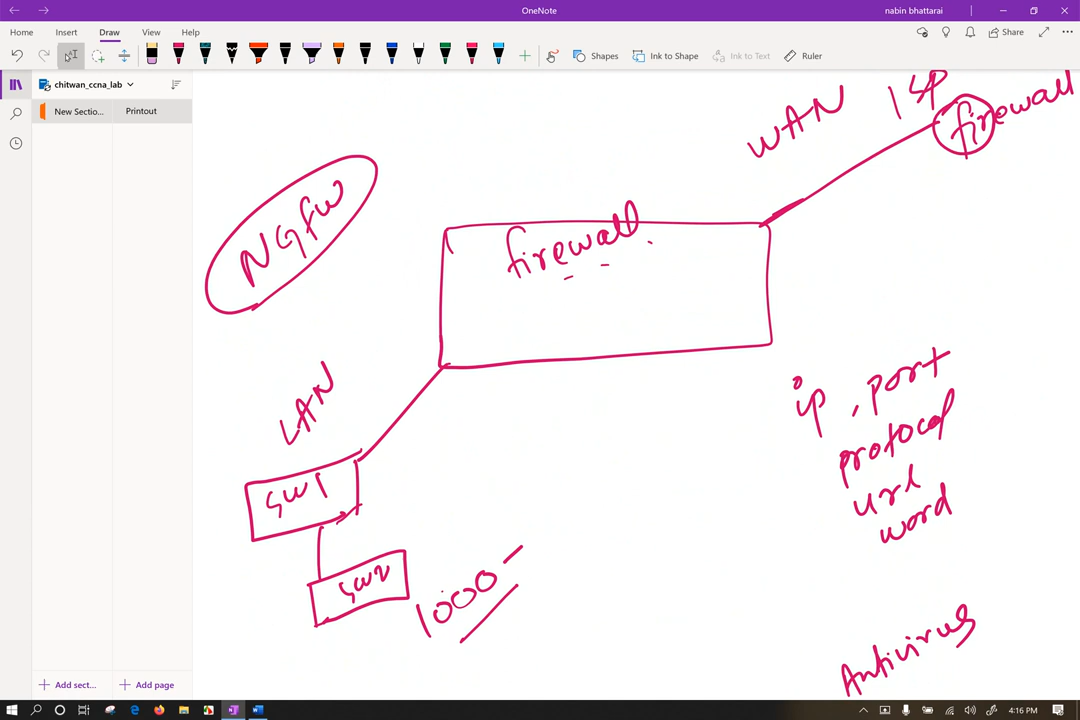 OneNote
nabin bhattarai
Home Insert Draw View Help
Share
Shapes Ink to Shape Ink to Text Ruler
chitwan_ccna_lab
New Sectio... Printout
WAN ISP
firewall
NGfW
firewall.
LAN
ip, port
protocol
url
word
SW1
SW2
1000
Antivirus
Add sect... Add page
4:16 PM